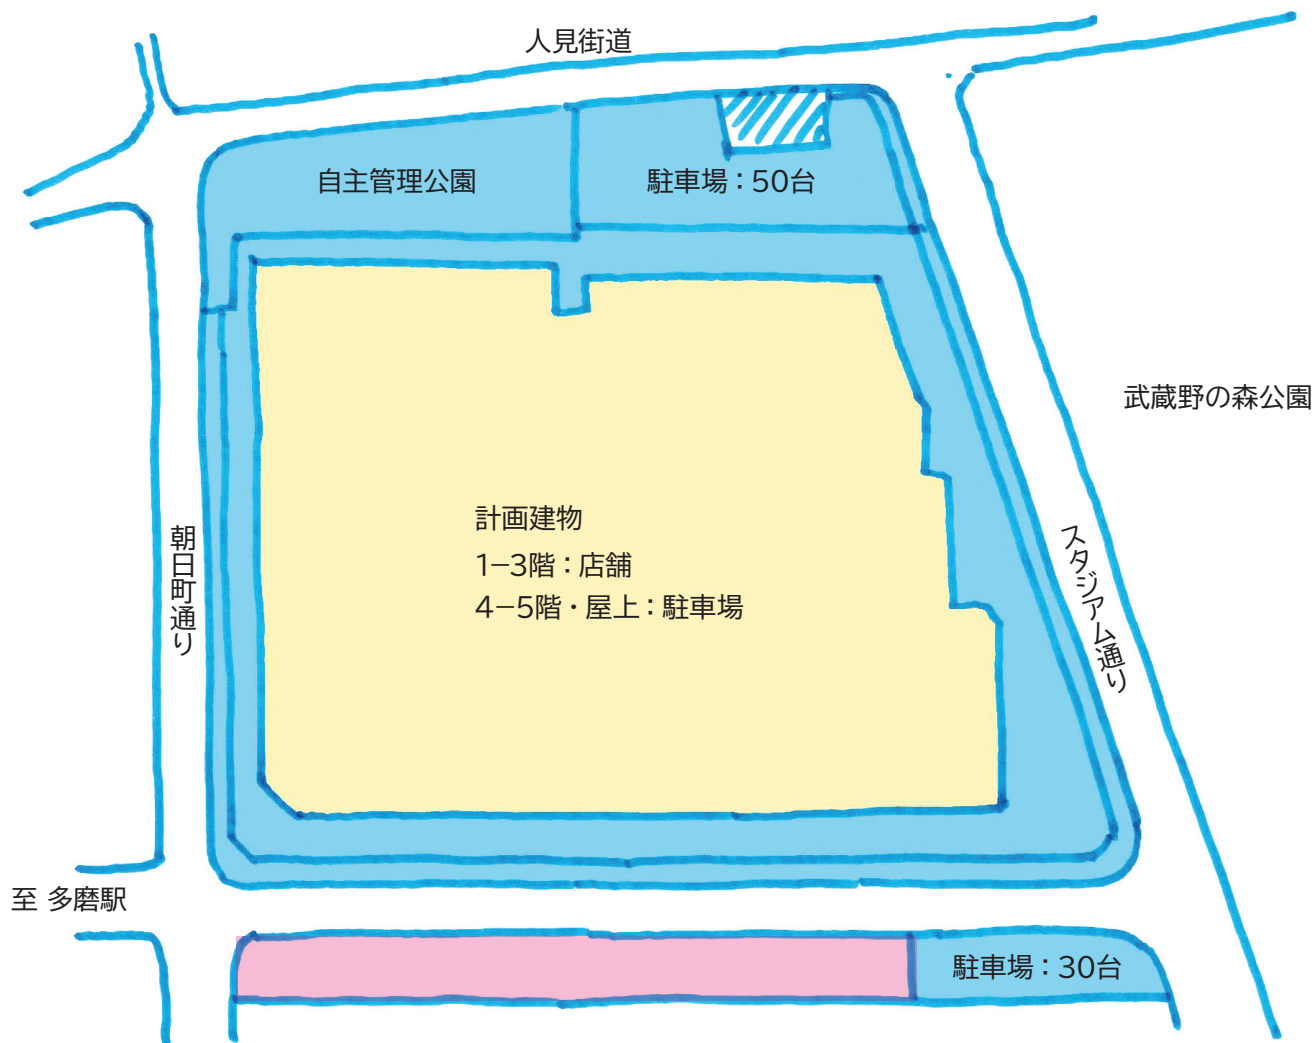 人見街道
自主管理公園
駐車場：50台
武蔵野の森公園
計画建物
1−3階：店舗
4−5階・屋上：駐車場
朝日町通り
スタジアム通り
至 多磨駅
駐車場：30台